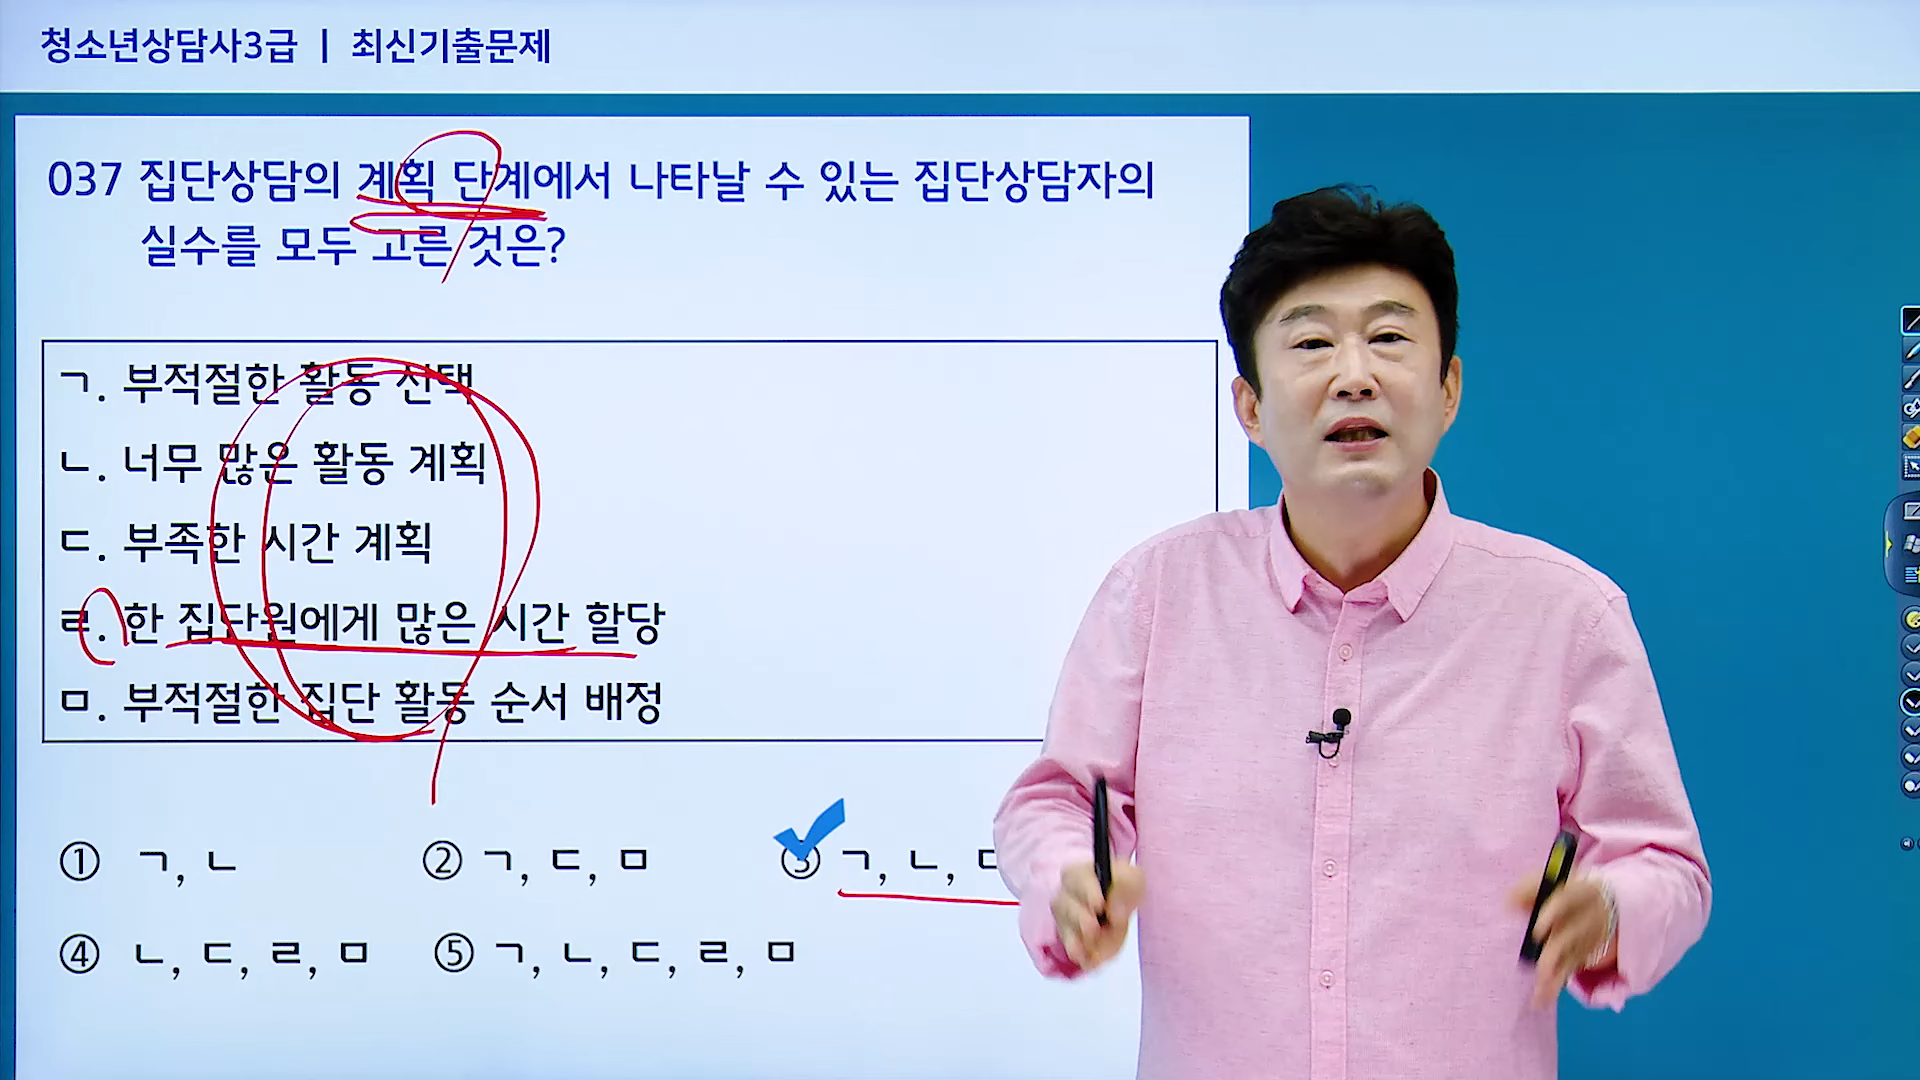 청소년상담사3급 | 최신기출문제
037 집단상담의 계획 단계에서 나타날 수 있는 집단상담자의
실수를 모두 고른 것은?
ㄱ. 부적절한 활동 선택
ㄴ. 너무 많은 활동 계획
ㄷ. 부족한 시간 계획
ㄹ. 한 집단원에게 많은 시간 할당
ㅁ. 부적절한 집단 활동 순서 배정
① ㄱ, ㄴ ② ㄱ, ㄷ, ㅁ ③ ㄱ, ㄴ, ㄷ
④ ㄴ, ㄷ, ㄹ, ㅁ ⑤ ㄱ, ㄴ, ㄷ, ㄹ, ㅁ